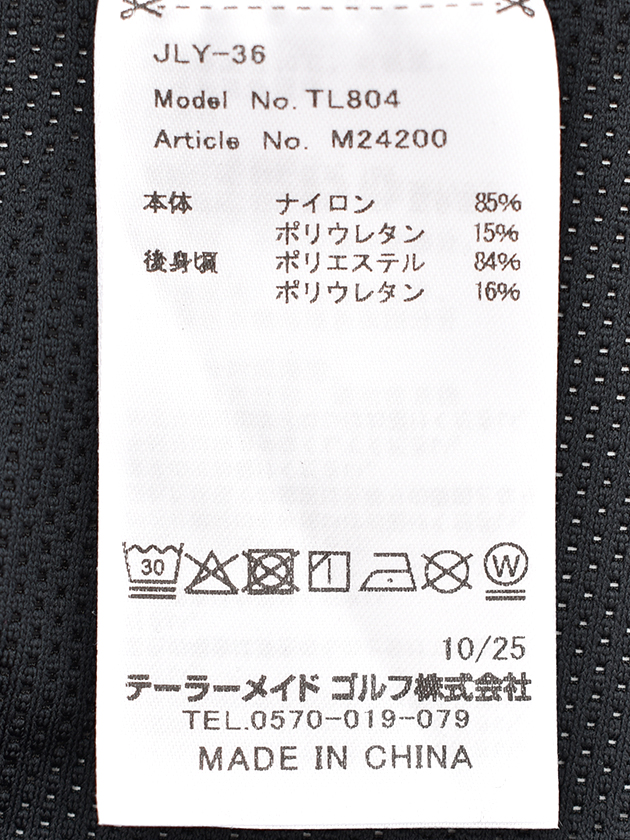 JLY-36
Model No. TL804
Article No. M24200
本体 ナイロン 85%
ポリウレタン 15%
後身頃 ポリエステル 84%
ポリウレタン 16%
30 W
10/25
テーラーメイド ゴルフ株式会社
TEL.0570-019-079
MADE IN CHINA